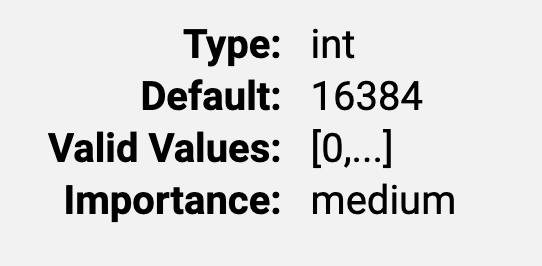 Type: int
Default: 16384
Valid Values: [0,...]
Importance: medium